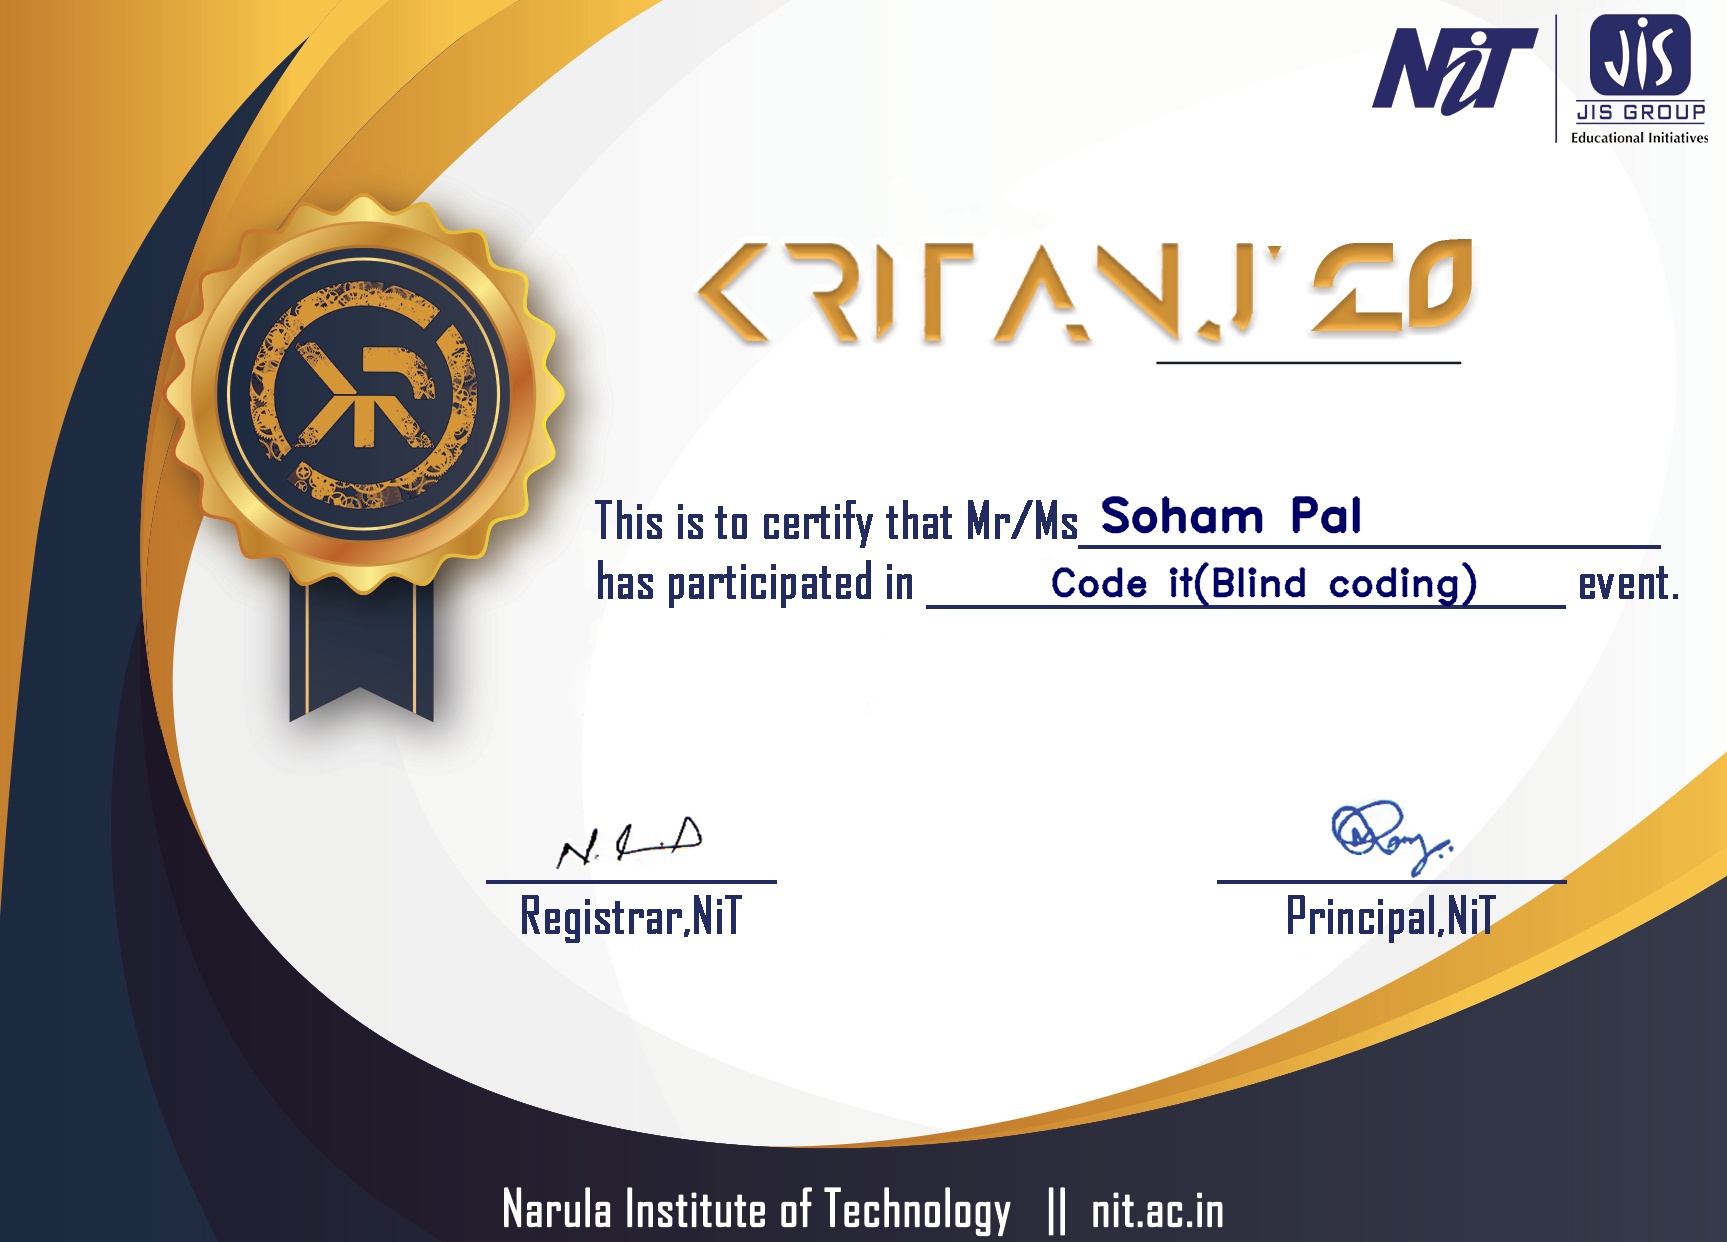 NiT
JiS
JIS GROUP
Educational Initiatives
KRITANJ'20
This is to certify that Mr/Ms Soham Pal
has participated in Code it(Blind coding) event.
Registrar,NiT
Principal,NiT
Narula Institute of Technology || nit.ac.in